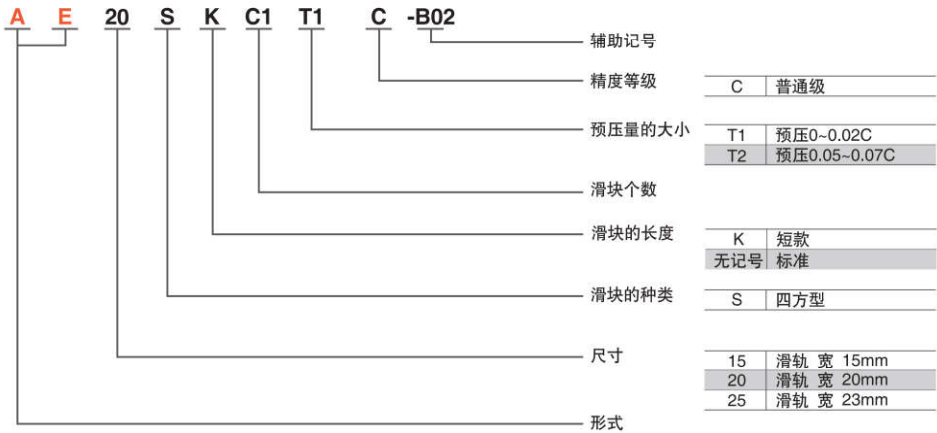 A E 20 S K C1 T1 C -B02
辅助记号
精度等级
C 普通级
预压量的大小
T1 预压0~0.02C
T2 预压0.05~0.07C
滑块个数
滑块的长度
K 短款
无记号 标准
滑块的种类
S 四方型
尺寸
15 滑轨 宽 15mm
20 滑轨 宽 20mm
25 滑轨 宽 23mm
形式